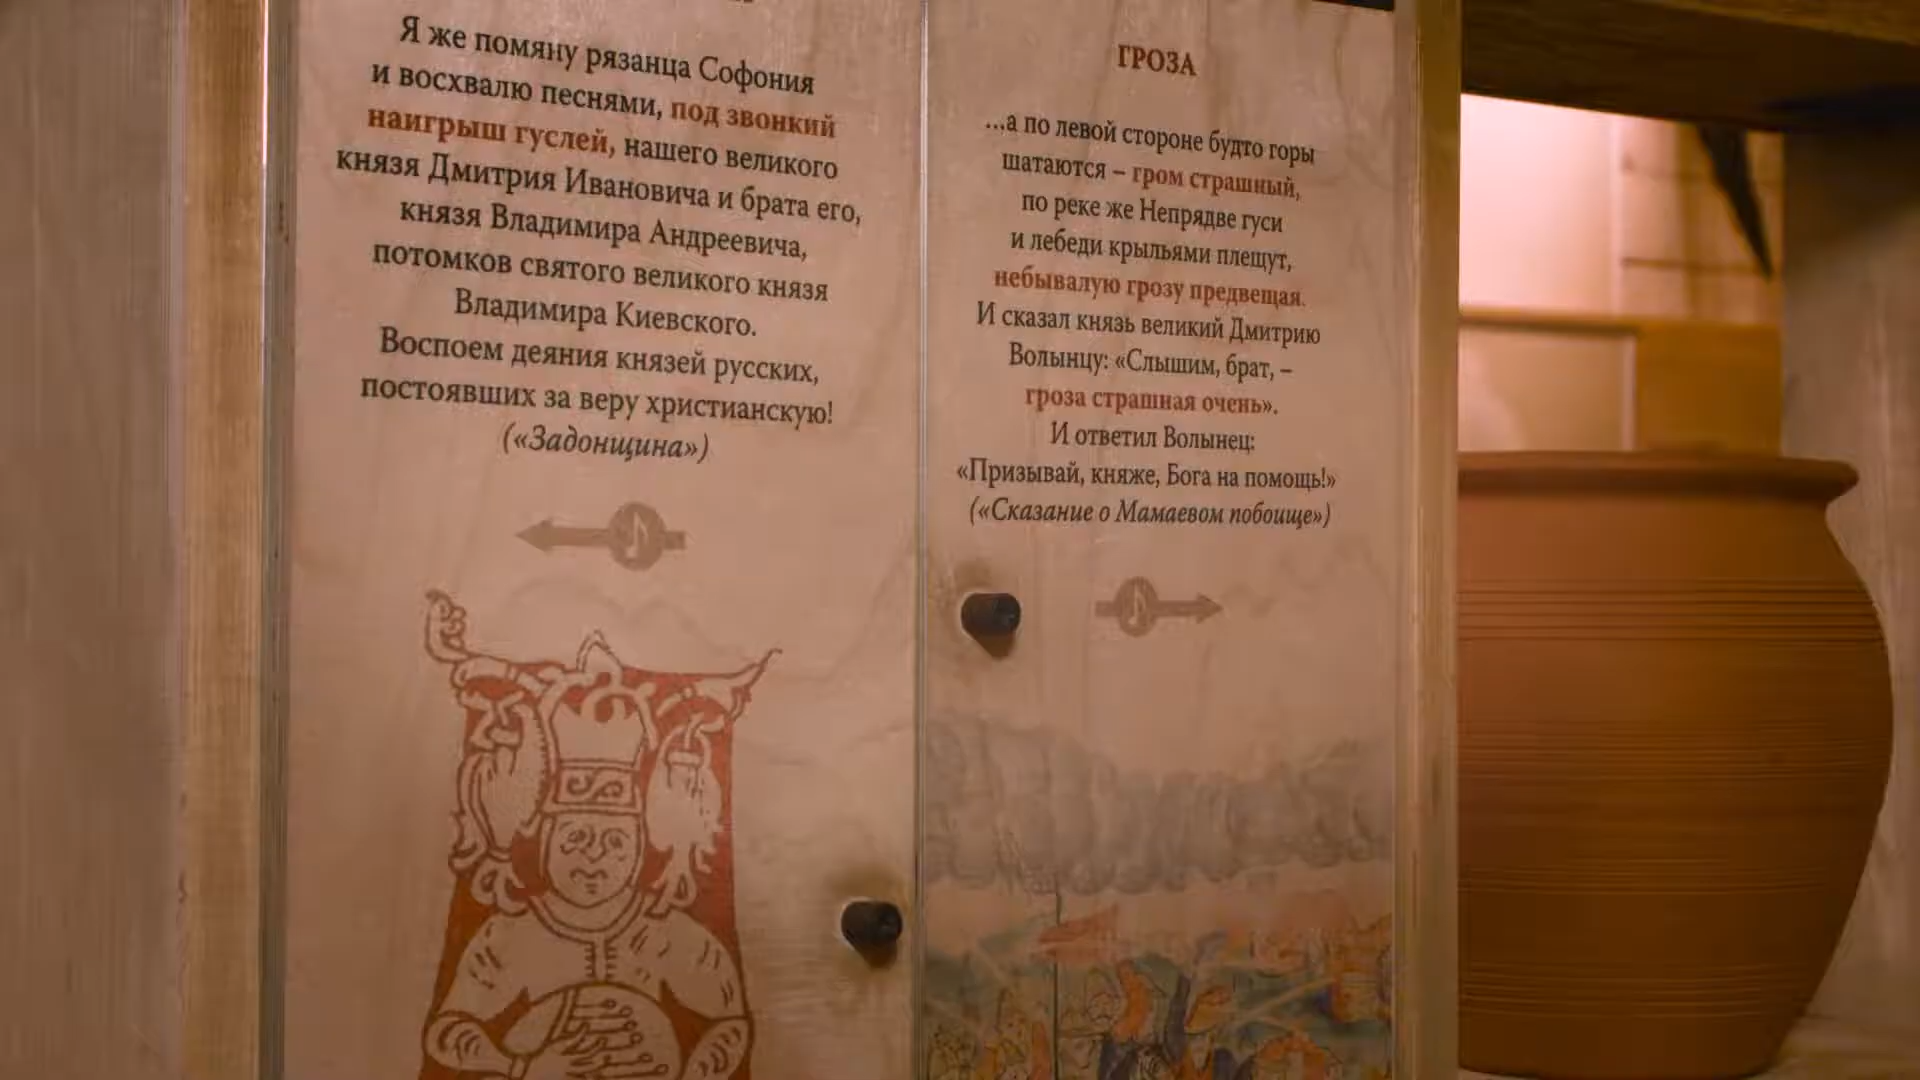 Я же помяну рязанца Софония
и восхвалю песнями, под звонкий
наигрыш гуслей, нашего великого
князя Дмитрия Ивановича и брата его,
князя Владимира Андреевича,
потомков святого великого князя
Владимира Киевского.
Воспоем деяния князей русских,
постоявших за веру христианскую!
(«Задонщина»)
ГРОЗА
...а по левой стороне будто горы
шатаются – гром страшный,
по реке же Непрядве гуси
и лебеди крыльями плещут,
небывалую грозу предвещая.
И сказал князь великий Дмитрию
Волынцу: «Слышим, брат, –
гроза страшная очень».
И ответил Волынец:
«Призывай, княже, Бога на помощь!»
(«Сказание о Мамаевом побоище»)